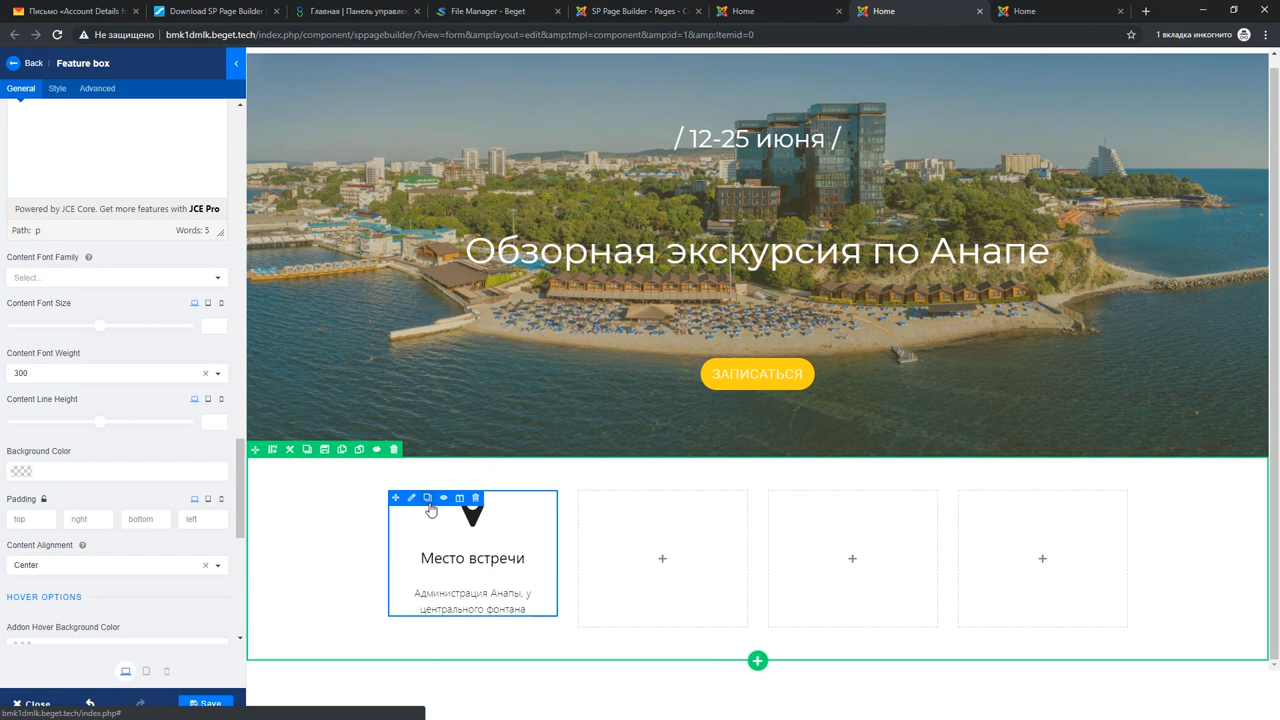 Письмо «Account Details f
Download SP Page Builder
Главная | Панель управлен
File Manager - Beget
SP Page Builder - Pages - С
Home
Home
Home
Не защищено
bmk1dmlk.beget.tech/index.php/component/sppagebuilder/?view=form&amp;layout=edit&amp;tmpl=component&amp;id=1&amp;Itemid=0
1 вкладка инкогнито
Back
Feature box
General
Style
Advanced
Powered by JCE Core. Get more features with JCE Pro
Path: p
Words: 5
Content Font Family
Select...
Content Font Size
Content Font Weight
300
Content Line Height
Background Color
Padding
top
right
bottom
left
Content Alignment
Center
HOVER OPTIONS
Addon Hover Background Color
Close
Save
bmk1dmlk.beget.tech/index.php#
/ 12-25 июня /
Обзорная экскурсия по Анапе
ЗАПИСАТЬСЯ
Место встречи
Администрация Анапы, у
центрального фонтана